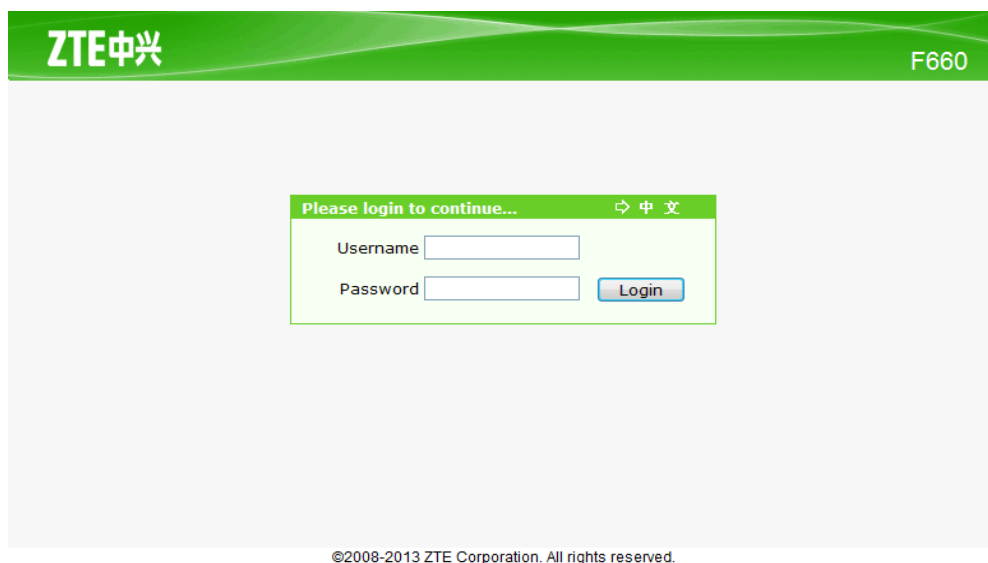 ZTE中兴
F660
Please login to continue... ⇨ 中 文
Username
Password Login
©2008-2013 ZTE Corporation. All rights reserved.